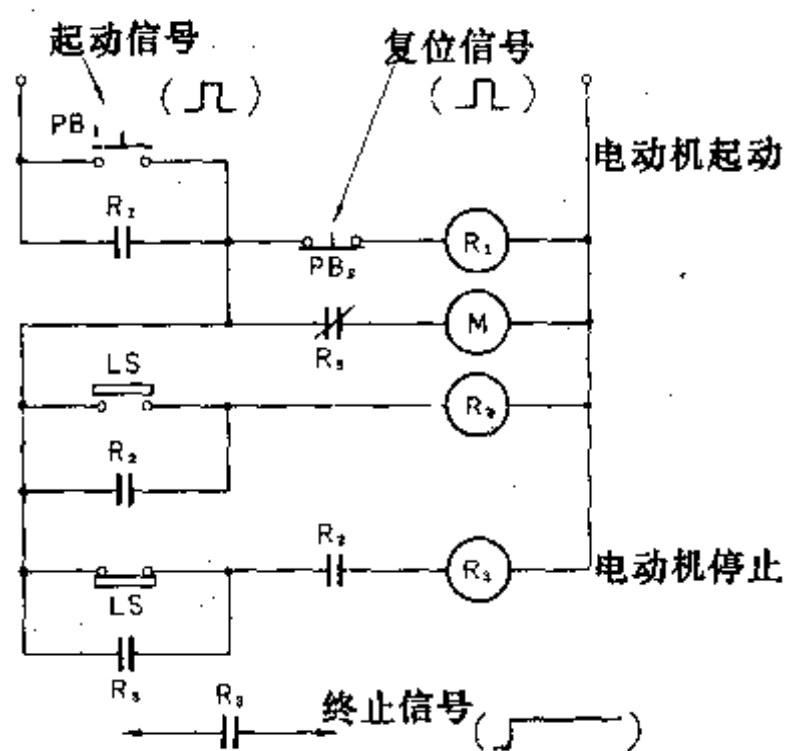 起动信号
复位信号
PB₁
电动机起动
R₁
PB₂
R₁
M
R₃
LS
R₂
R₂
R₂
R₃
电动机停止
LS
R₃
R₃
终止信号